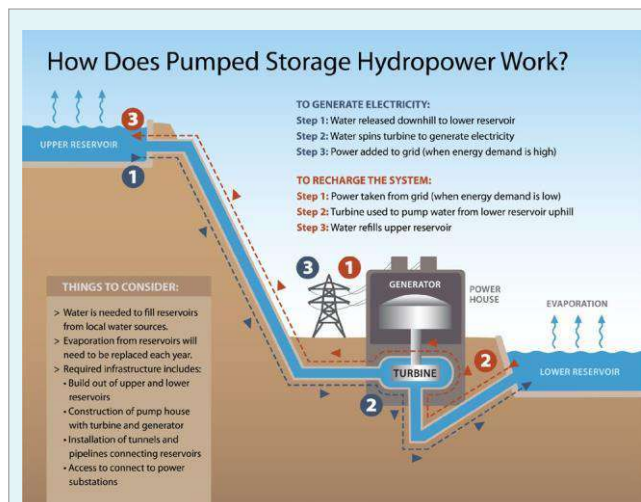 How Does Pumped Storage Hydropower Work?
TO GENERATE ELECTRICITY:
Step 1: Water released downhill to lower reservoir
Step 2: Water spins turbine to generate electricity
Step 3: Power added to grid (when energy demand is high)
TO RECHARGE THE SYSTEM:
Step 1: Power taken from grid (when energy demand is low)
Step 2: Turbine used to pump water from lower reservoir uphill
Step 3: Water refills upper reservoir
3
UPPER RESERVOIR
1
THINGS TO CONSIDER:
> Water is needed to fill reservoirs
from local water sources.
> Evaporation from reservoirs will
need to be replaced each year.
> Required infrastructure includes:
• Build out of upper and lower
reservoirs
• Construction of pump house
with turbine and generator
• Installation of tunnels and
pipelines connecting reservoirs
• Access to connect to power
substations
3
1
GENERATOR
POWER
HOUSE
EVAPORATION
TURBINE
2
2
LOWER RESERVOIR